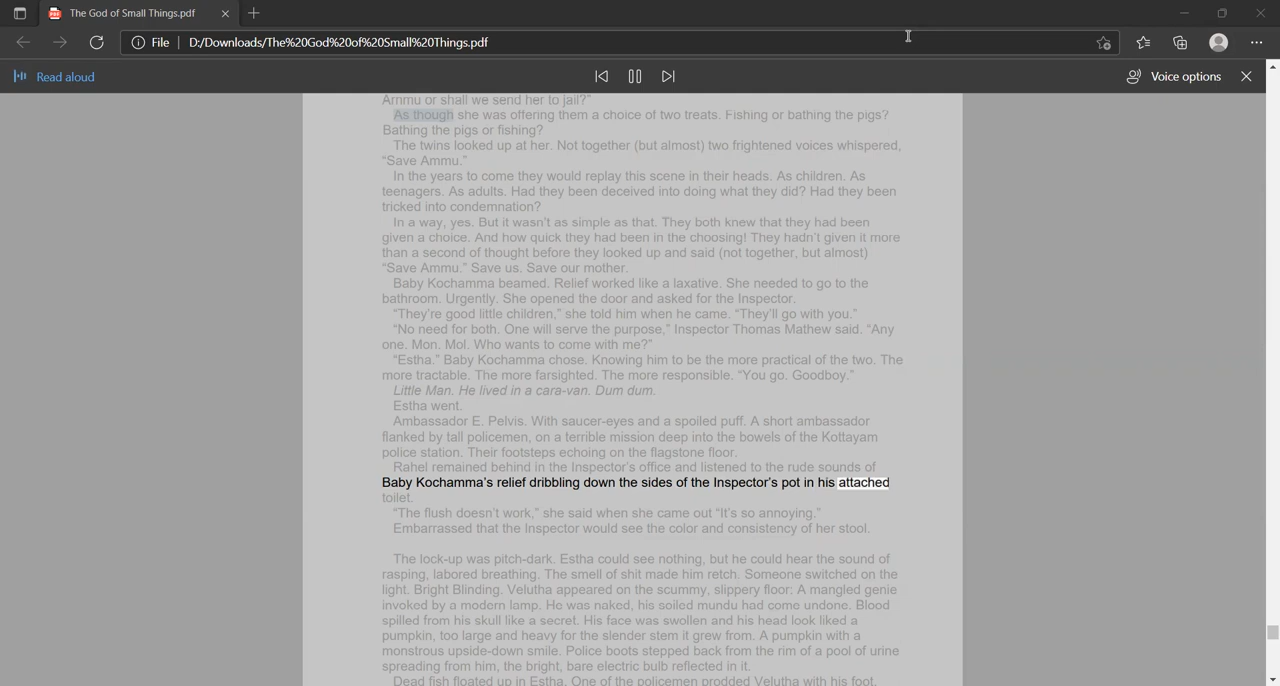 The God of Small Things.pdf
File D:/Downloads/The%20God%20of%20Small%20Things.pdf
Read aloud
Voice options
Ammu or shall we send her to jail?”
As though she was offering them a choice of two treats. Fishing or bathing the pigs?
Bathing the pigs or fishing?
The twins looked up at her. Not together (but almost) two frightened voices whispered,
“Save Ammu.”
In the years to come they would replay this scene in their heads. As children. As
teenagers. As adults. Had they been deceived into doing what they did? Had they been
tricked into condemnation?
In a way, yes. But it wasn’t as simple as that. They both knew that they had been
given a choice. And how quick they had been in the choosing! They hadn’t given it more
than a second of thought before they looked up and said (not together, but almost)
“Save Ammu.” Save us. Save our mother.
Baby Kochamma beamed. Relief worked like a laxative. She needed to go to the
bathroom. Urgently. She opened the door and asked for the Inspector.
“They’re good little children,” she told him when he came. “They’ll go with you.”
“No need for both. One will serve the purpose,” Inspector Thomas Mathew said. “Any
one. Mon. Mol. Who wants to come with me?”
“Estha.” Baby Kochamma chose. Knowing him to be the more practical of the two. The
more tractable. The more farsighted. The more responsible. “You go. Goodboy.”
Little Man. He lived in a cara-van. Dum dum.
Estha went.
Ambassador E. Pelvis. With saucer-eyes and a spoiled puff. A short ambassador
flanked by tall policemen, on a terrible mission deep into the bowels of the Kottayam
police station. Their footsteps echoing on the flagstone floor.
Rahel remained behind in the Inspector’s office and listened to the rude sounds of
Baby Kochamma’s relief dribbling down the sides of the Inspector’s pot in his attached
toilet.
“The flush doesn’t work,” she said when she came out “It’s so annoying.”
Embarrassed that the Inspector would see the color and consistency of her stool.
The lock-up was pitch-dark. Estha could see nothing, but he could hear the sound of
rasping, labored breathing. The smell of shit made him retch. Someone switched on the
light. Bright Blinding. Velutha appeared on the scummy, slippery floor. A mangled genie
invoked by a modern lamp. He was naked, his soiled mundu had come undone. Blood
spilled from his skull like a secret. His face was swollen and his head look liked a
pumpkin, too large and heavy for the slender stem it grew from. A pumpkin with a
monstrous upside-down smile. Police boots stepped back from the rim of a pool of urine
spreading from him, the bright, bare electric bulb reflected in it.
Dead fish floated up in Estha. One of the policemen prodded Velutha with his foot.